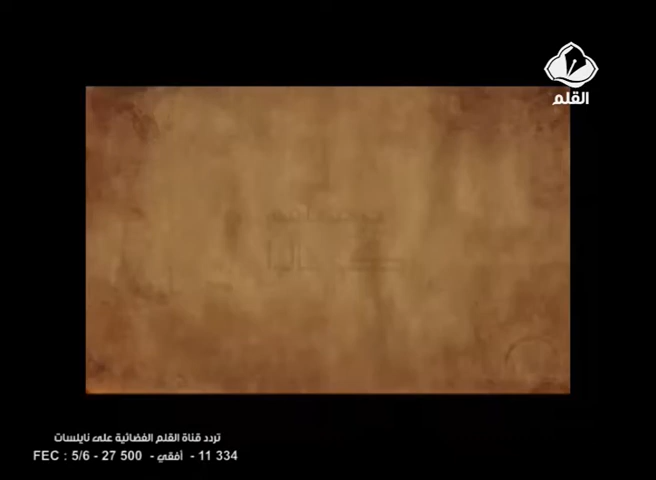 القلم
تردد قناة القلم الفضائية على نايلسات
11 334 - أفقي - 27 500 - FEC : 5/6